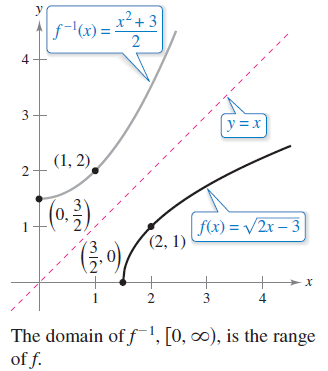 y
f⁻¹(x) = (x² + 3)/2
4
3
y = x
2
(1, 2)
(0, 3/2)
1
f(x) = √(2x – 3)
(2, 1)
(3/2, 0)
x
1 2 3 4
The domain of f⁻¹, [0, ∞), is the range
of f.